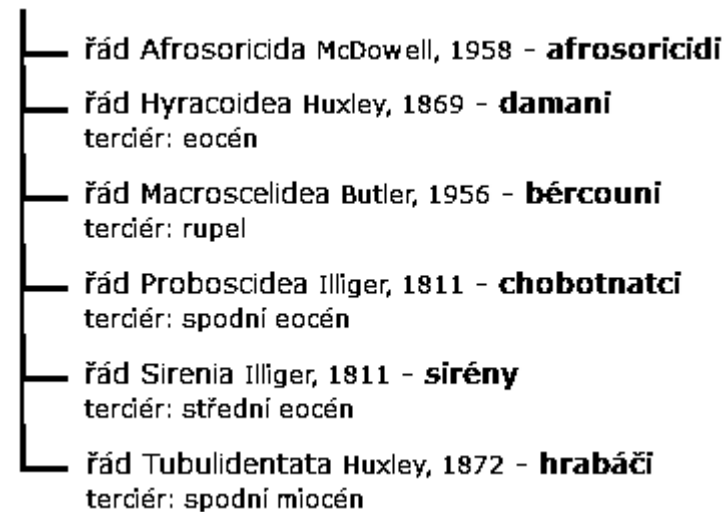 řád Afrosoricida McDowell, 1958 - afrosoricidi
řád Hyracoidea Huxley, 1869 - damani
terciér: eocén
řád Macroscelidea Butler, 1956 - bércouni
terciér: rupel
řád Proboscidea Illiger, 1811 - chobotnatci
terciér: spodní eocén
řád Sirenia Illiger, 1811 - sirény
terciér: střední eocén
řád Tubulidentata Huxley, 1872 - hrabáči
terciér: spodní miocén